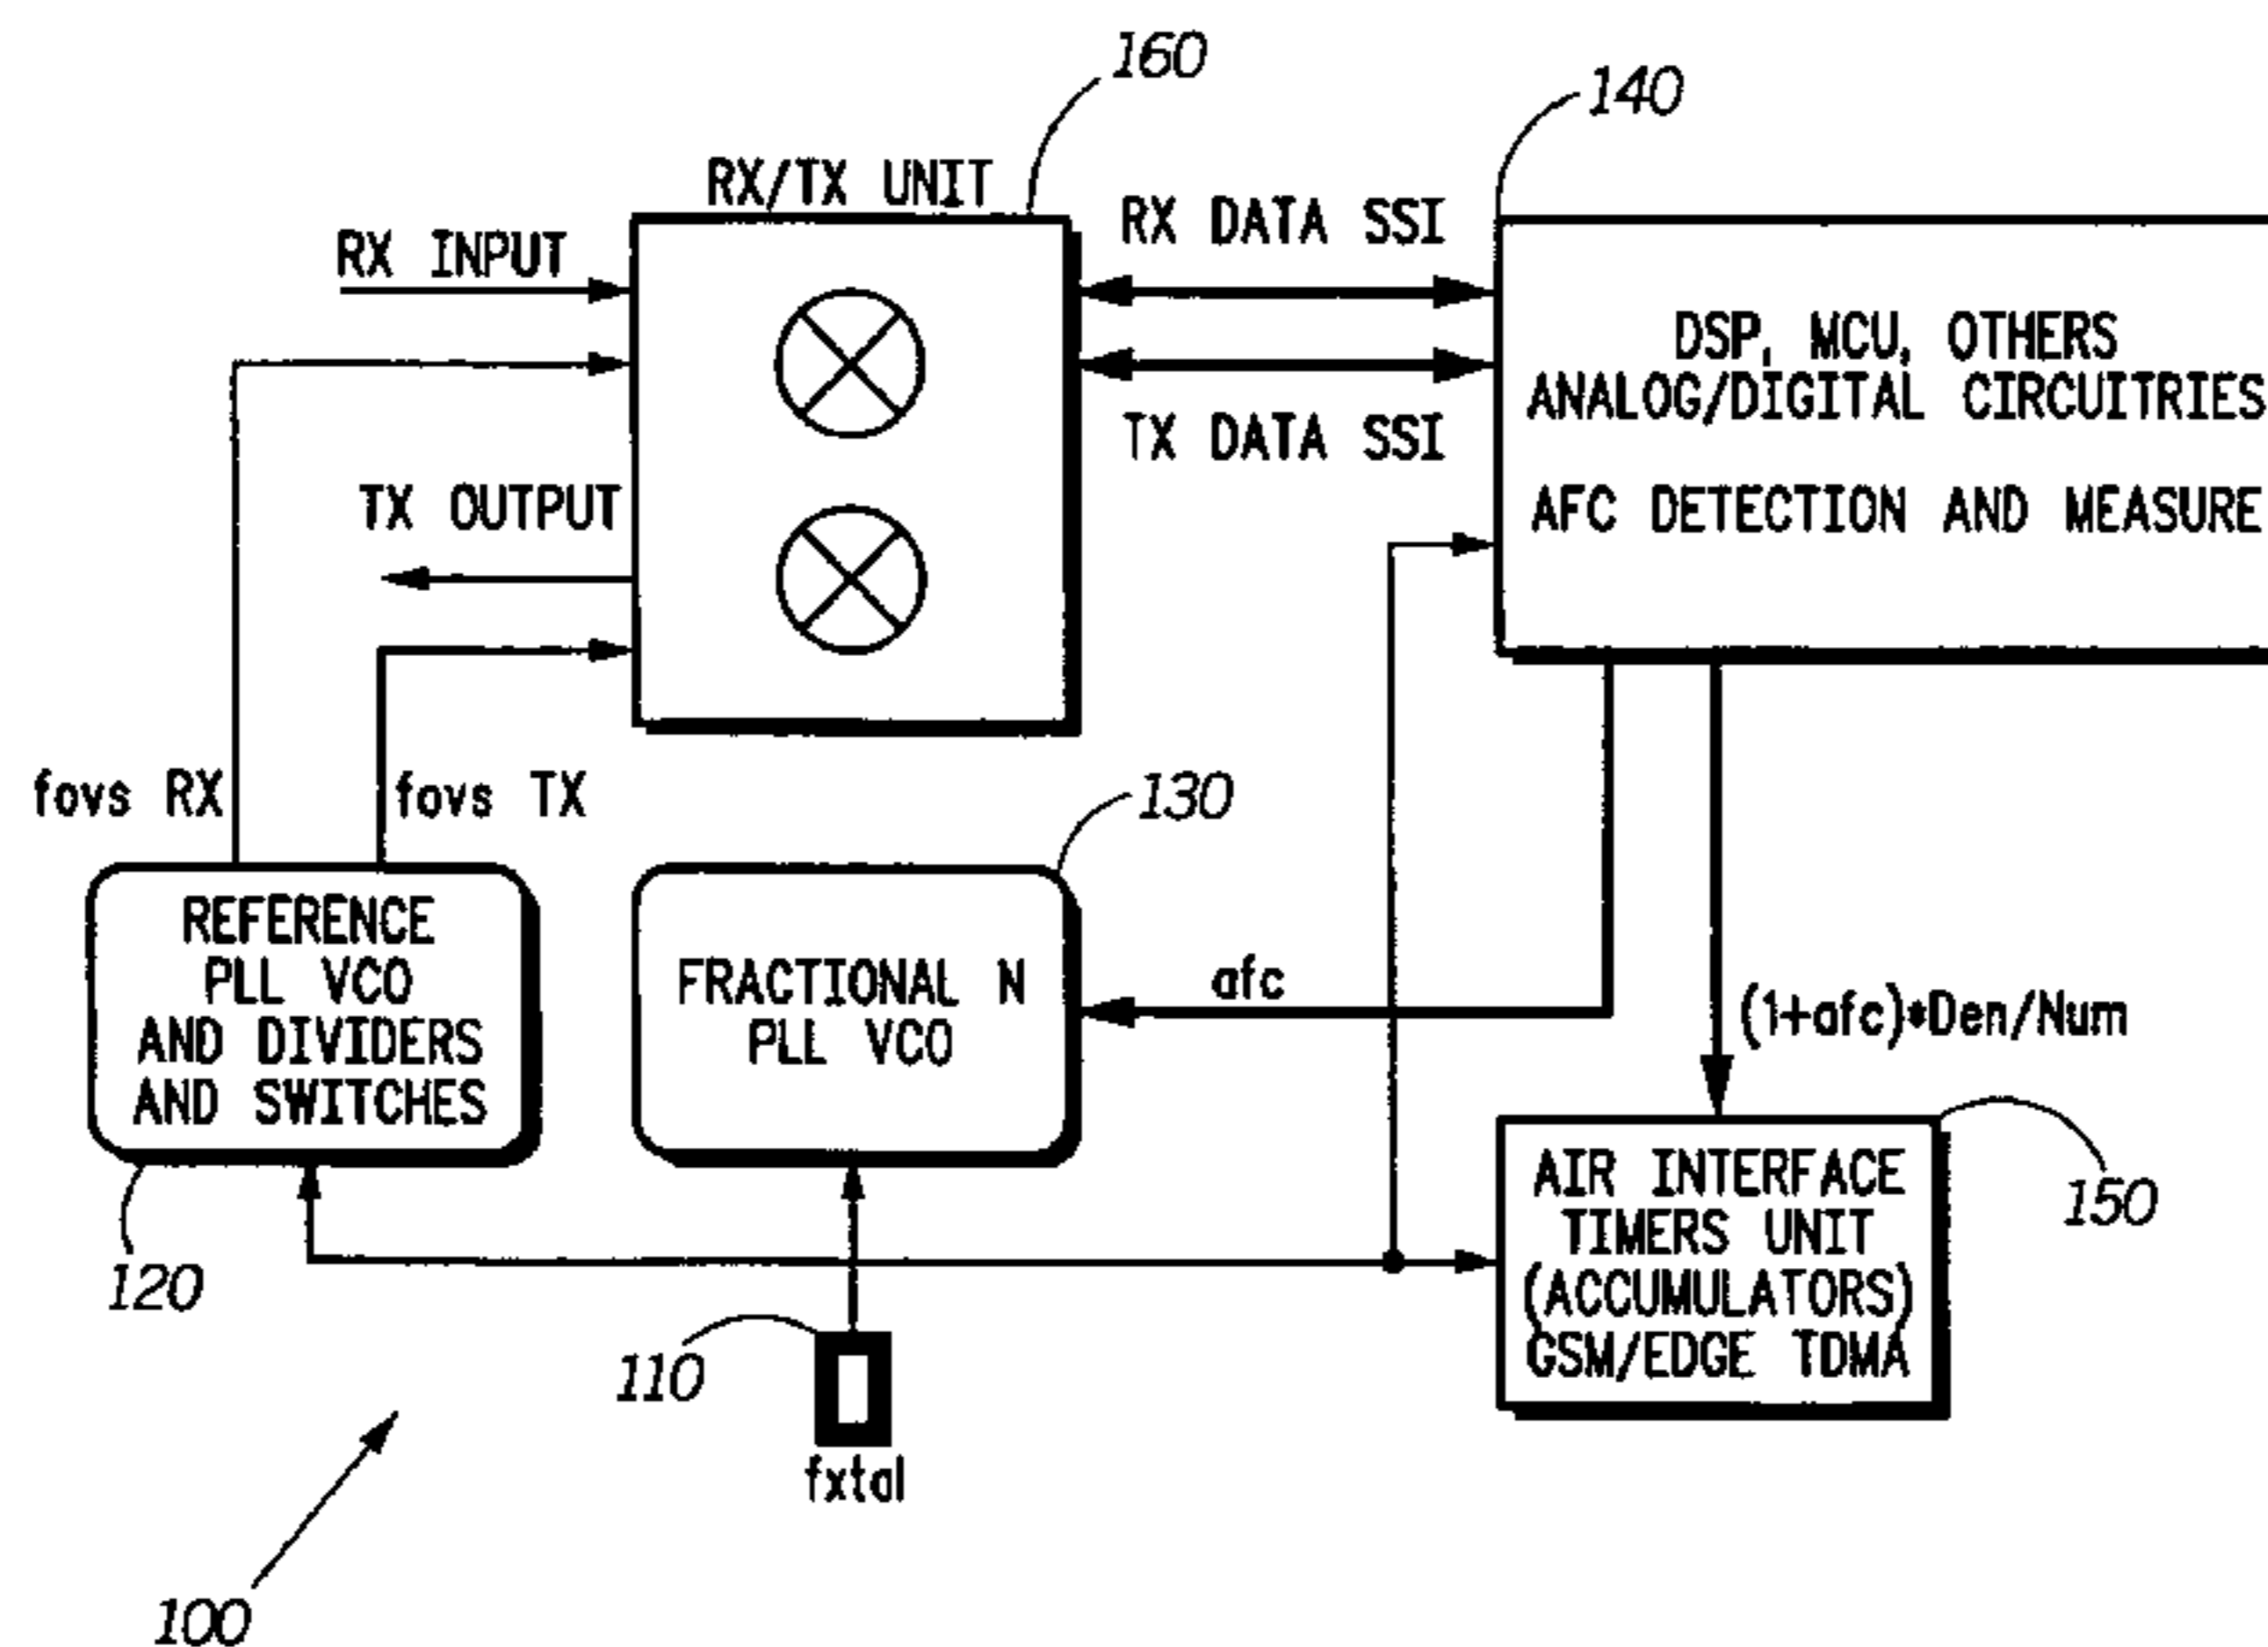 160
140
RX/TX UNIT
RX INPUT
RX DATA SSI
DSP, MCU, OTHERS
ANALOG/DIGITAL CIRCUITRIES
TX DATA SSI
AFC DETECTION AND MEASURE
TX OUTPUT
fovs RX
fovs TX
130
REFERENCE
PLL VCO
AND DIVIDERS
AND SWITCHES
FRACTIONAL N
PLL VCO
afc
(1+afc)*Den/Num
AIR INTERFACE
TIMERS UNIT
(ACCUMULATORS)
GSM/EDGE TDMA
150
120
110
fxtal
100